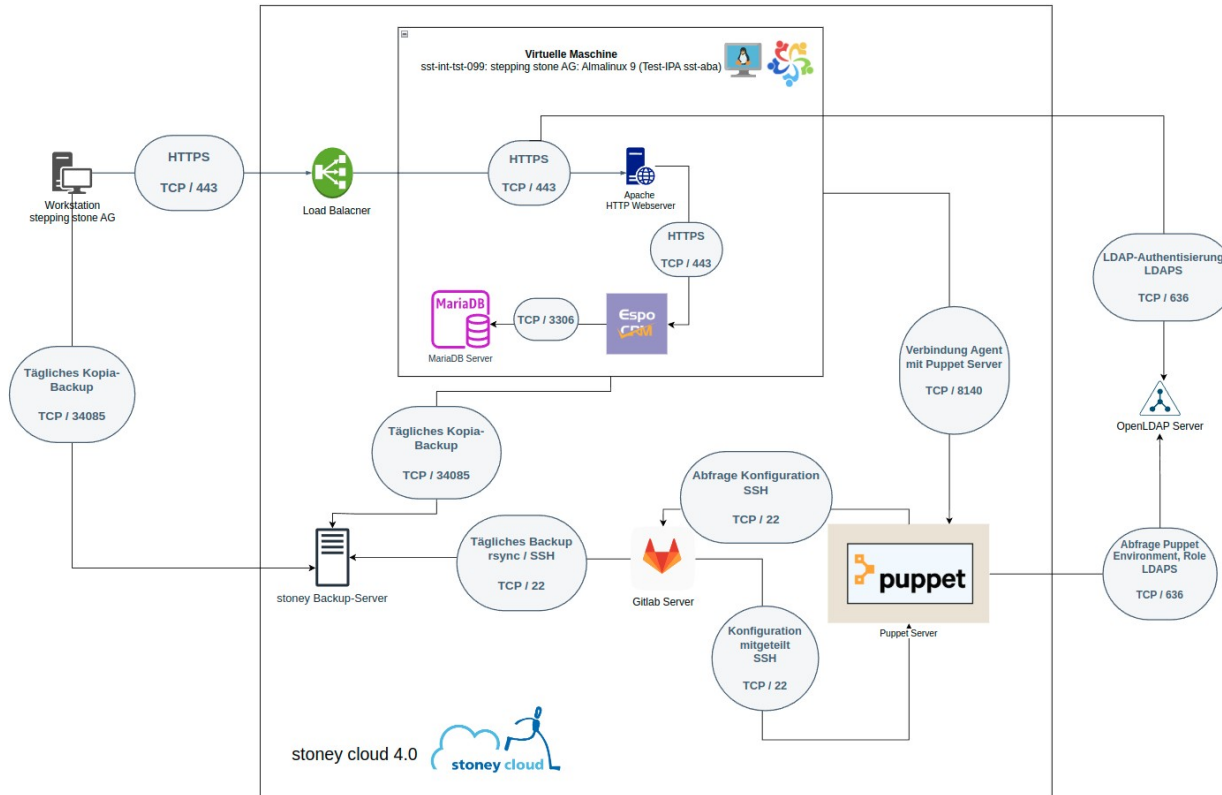 Virtuelle Maschine
sst-int-tst-099: stepping stone AG: Almalinux 9 (Test-IPA sst-aba)
HTTPS
TCP / 443
Workstation
stepping stone AG
Load Balacner
HTTPS
TCP / 443
Apache
HTTP Webserver
HTTPS
TCP / 443
LDAP-Authentisierung
LDAPS
TCP / 636
MariaDB
MariaDB Server
TCP / 3306
Espo
CRM
Verbindung Agent
mit Puppet Server
TCP / 8140
Tägliches Kopia-
Backup
TCP / 34085
OpenLDAP Server
Tägliches Kopia-
Backup
TCP / 34085
Abfrage Konfiguration
SSH
TCP / 22
stoney Backup-Server
Tägliches Backup
rsync / SSH
TCP / 22
Gitlab Server
puppet
Puppet Server
Abfrage Puppet
Environment, Role
LDAPS
TCP / 636
Konfiguration
mitgeteilt
SSH
TCP / 22
stoney cloud 4.0
stoney cloud